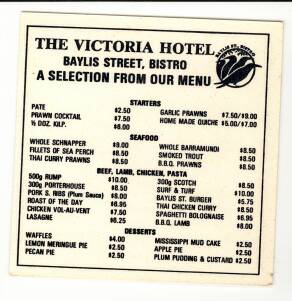 THE VICTORIA HOTEL
BAYLIS STREET, BISTRO
A SELECTION FROM OUR MENU
BAYLIS ST. BISTRO
STARTERS
PATE $2.50
PRAWN COCKTAIL $7.50
½ DOZ. KILP. $6.00
GARLIC PRAWNS $7.50/$9.00
HOME MADE QUICHE $5.00/$7.00
SEAFOOD
WHOLE SNAPPER $9.00
FILLETS OF SEA PERCH $8.50
THAI CURRY PRAWNS $8.50
WHOLE BARRAMUNDI $8.50
SMOKED TROUT $8.50
B.B.Q. PRAWNS $8.50
BEEF, LAMB, CHICKEN, PASTA
500g RUMP $10.00
300g PORTERHOUSE $8.50
PORK S. RIBS (Plum Sauce) $8.00
ROAST OF THE DAY $6.95
CHICKEN VOL-AU-VENT $7.50
LASAGNE $6.25
300g SCOTCH $8.50
SURF & TURF $10.00
BAYLIS ST. BURGER $5.75
THAI CHICKEN CURRY $8.50
SPAGHETTI BOLOGNAISE $6.95
B.B.Q. LAMB $8.00
DESSERTS
WAFFLES $4.00
LEMON MERINGUE PIE $2.50
PECAN PIE $2.50
MISSISSIPPI MUD CAKE $2.50
APPLE PIE $2.50
PLUM PUDDING & CUSTARD $2.50